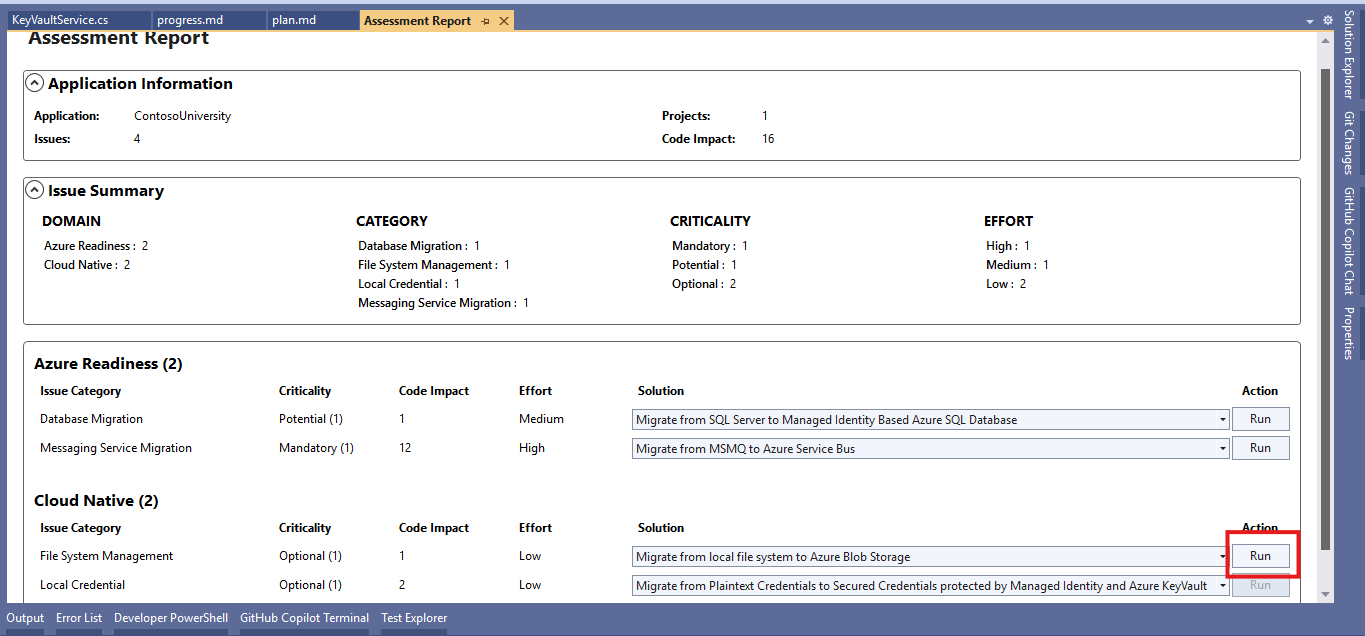 KeyVaultService.cs progress.md plan.md Assessment Report
Assessment Report
Application Information
Application: ContosoUniversity Projects: 1
Issues: 4 Code Impact: 16
Issue Summary
DOMAIN CATEGORY CRITICALITY EFFORT
Azure Readiness : 2 Database Migration : 1 Mandatory : 1 High : 1
Cloud Native : 2 File System Management : 1 Potential : 1 Medium : 1
Local Credential : 1 Optional : 2 Low : 2
Messaging Service Migration : 1
Azure Readiness (2)
Issue Category Criticality Code Impact Effort Solution Action
Database Migration Potential (1) 1 Medium Migrate from SQL Server to Managed Identity Based Azure SQL Database Run
Messaging Service Migration Mandatory (1) 12 High Migrate from MSMQ to Azure Service Bus Run
Cloud Native (2)
Issue Category Criticality Code Impact Effort Solution Action
File System Management Optional (1) 1 Low Migrate from local file system to Azure Blob Storage Run
Local Credential Optional (1) 2 Low Migrate from Plaintext Credentials to Secured Credentials protected by Managed Identity and Azure KeyVault Run
Solution Explorer
Git Changes
GitHub Copilot Chat
Properties
Output Error List Developer PowerShell GitHub Copilot Terminal Test Explorer